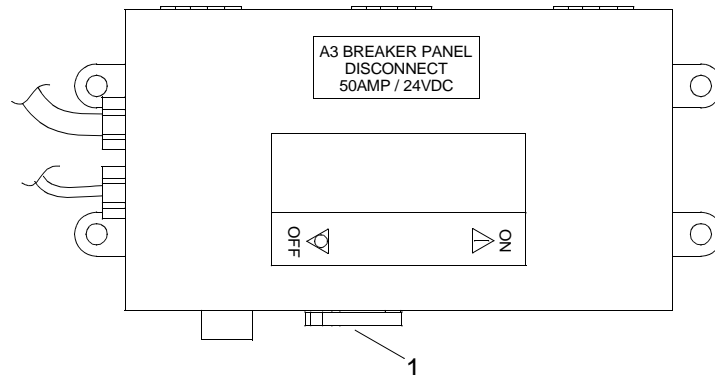 A3 BREAKER PANEL
DISCONNECT
50AMP / 24VDC
OFF
ON
1